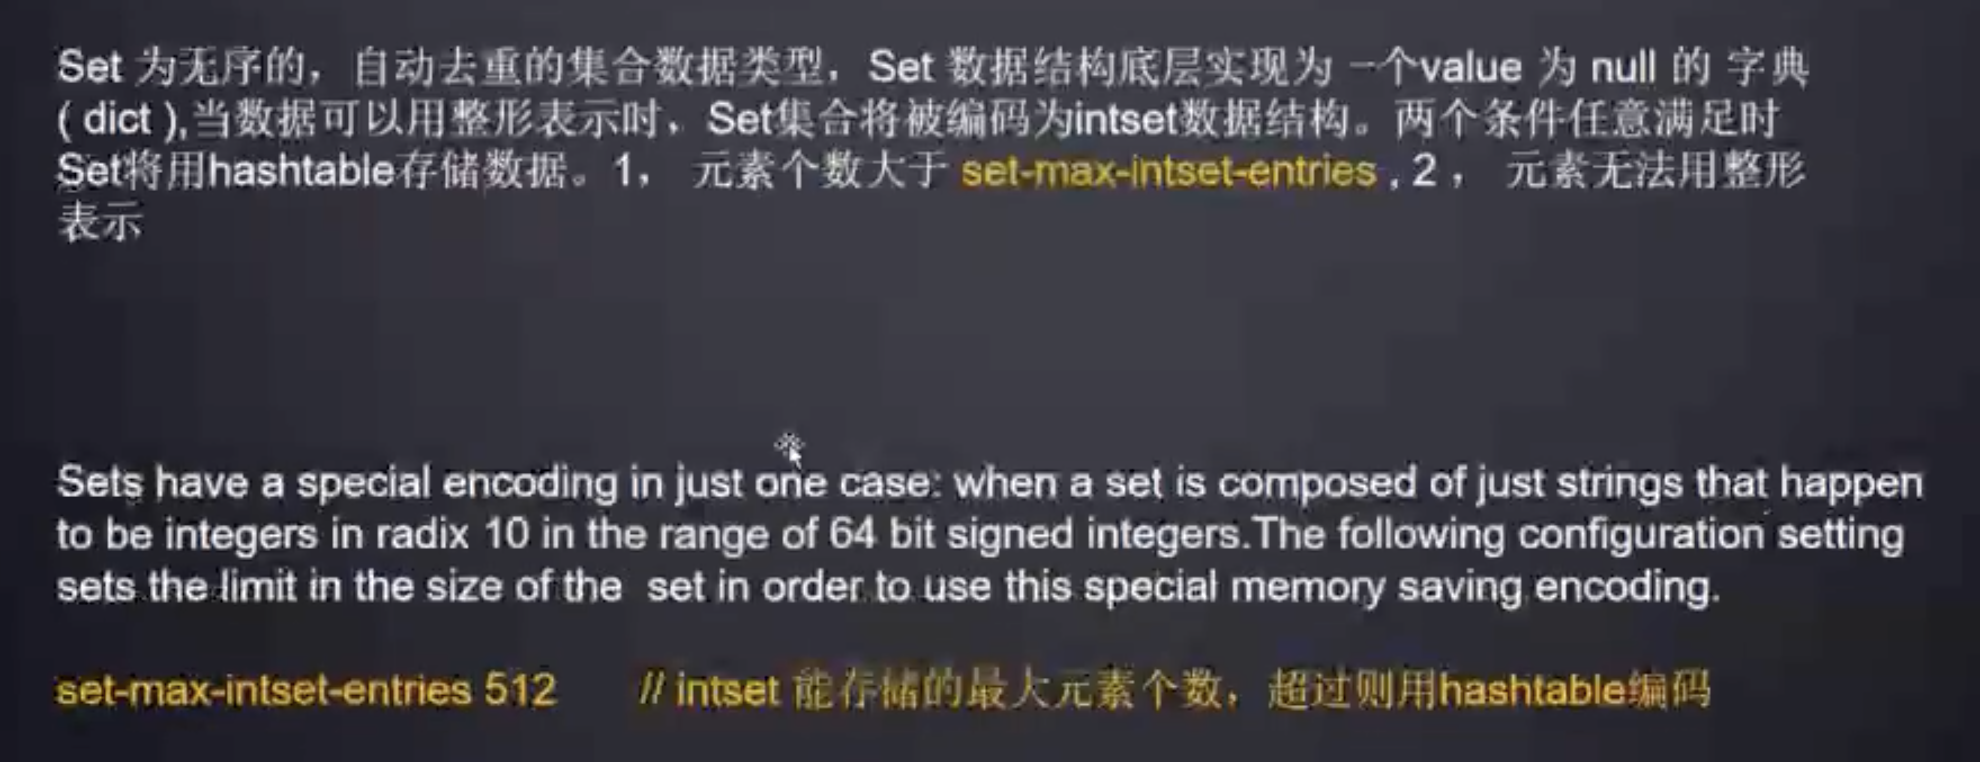 Set 为无序的，自动去重的集合数据类型，Set 数据结构底层实现为 一个value 为 null 的 字典
( dict ),当数据可以用整形表示时，Set集合将被编码为intset数据结构。两个条件任意满足时
Set将用hashtable存储数据。1， 元素个数大于 set-max-intset-entries , 2 ， 元素无法用整形
表示
Sets have a special encoding in just one case: when a set is composed of just strings that happen
to be integers in radix 10 in the range of 64 bit signed integers.The following configuration setting
sets the limit in the size of the set in order to use this special memory saving encoding.
set-max-intset-entries 512 // intset 能存储的最大元素个数，超过则用hashtable编码